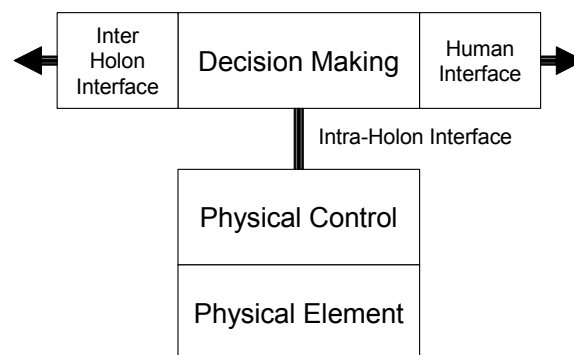 Inter
Holon
Interface
Decision Making
Human
Interface
Intra-Holon Interface
Physical Control
Physical Element